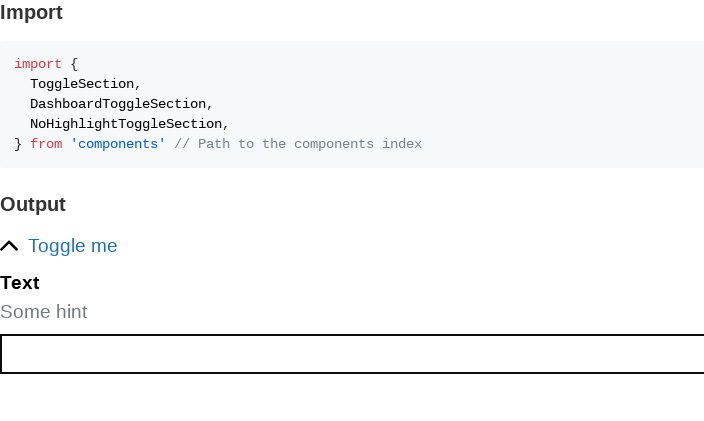 Import
import {
  ToggleSection,
  DashboardToggleSection,
  NoHighlightToggleSection,
} from 'components' // Path to the components index
Output
Toggle me
Text
Some hint